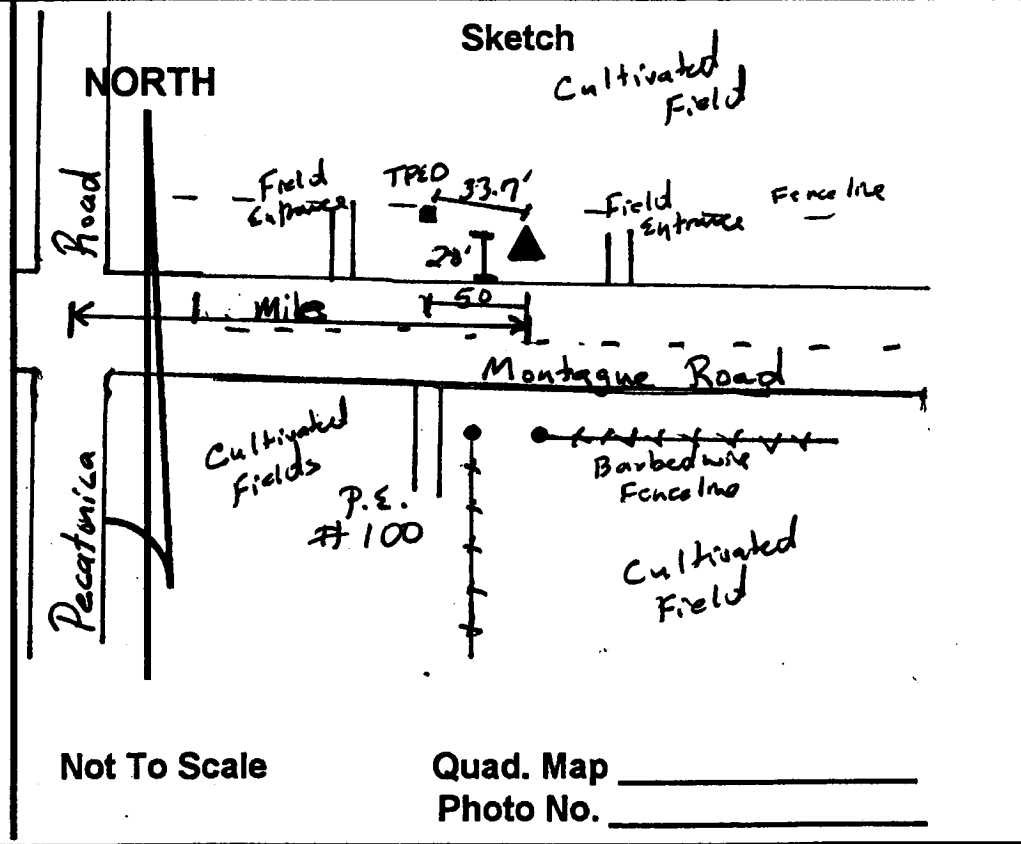 Sketch
NORTH
Cultivated
Field
Field
Entrance
TPED
33.7'
Field
Entrance
Fence line
Road
28'
50
1. Miles
Montague Road
Cultivated
Fields
P.E.
# 100
Barbed wire
Fence line
Cultivated
Field
Pecatonica
Not To Scale
Quad. Map
Photo No.